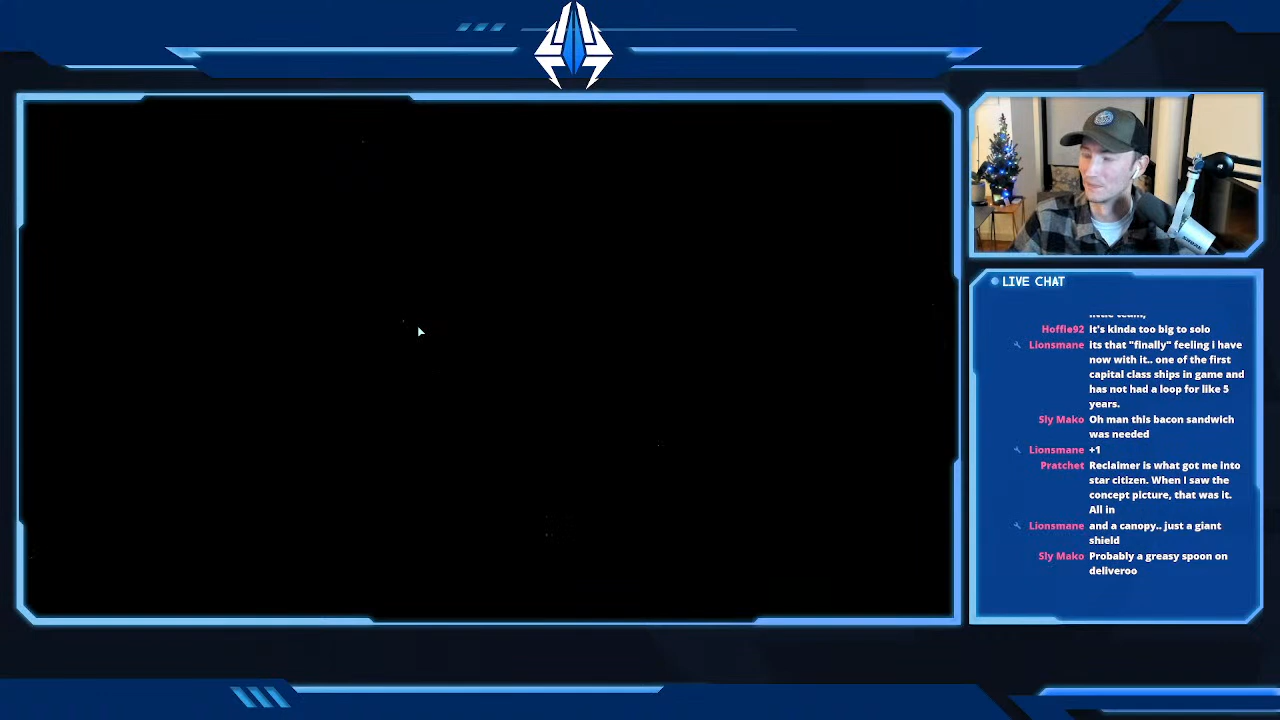 LIVE CHAT
Hoffie92 It's kinda too big to solo
Lionsmane its that "finally" feeling i have
now with it.. one of the first
capital class ships in game and
has not had a loop for like 5
years.
Sly Mako Oh man this bacon sandwich
was needed
Lionsmane +1
Pratchet Reclaimer is what got me into
star citizen. When I saw the
concept picture, that was it.
All in
Lionsmane and a canopy.. just a giant
shield
Sly Mako Probably a greasy spoon on
deliveroo